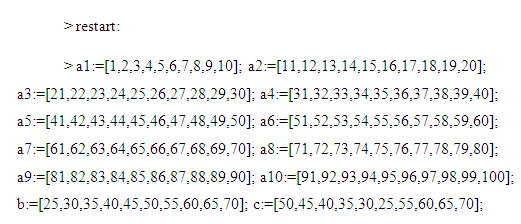 > restart:
> a1:=[1,2,3,4,5,6,7,8,9,10]; a2:=[11,12,13,14,15,16,17,18,19,20];
a3:=[21,22,23,24,25,26,27,28,29,30]; a4:=[31,32,33,34,35,36,37,38,39,40];
a5:=[41,42,43,44,45,46,47,48,49,50]; a6:=[51,52,53,54,55,56,57,58,59,60];
a7:=[61,62,63,64,65,66,67,68,69,70]; a8:=[71,72,73,74,75,76,77,78,79,80];
a9:=[81,82,83,84,85,86,87,88,89,90]; a10:=[91,92,93,94,95,96,97,98,99,100];
b:=[25,30,35,40,45,50,55,60,65,70]; c:=[50,45,40,35,30,25,55,60,65,70];